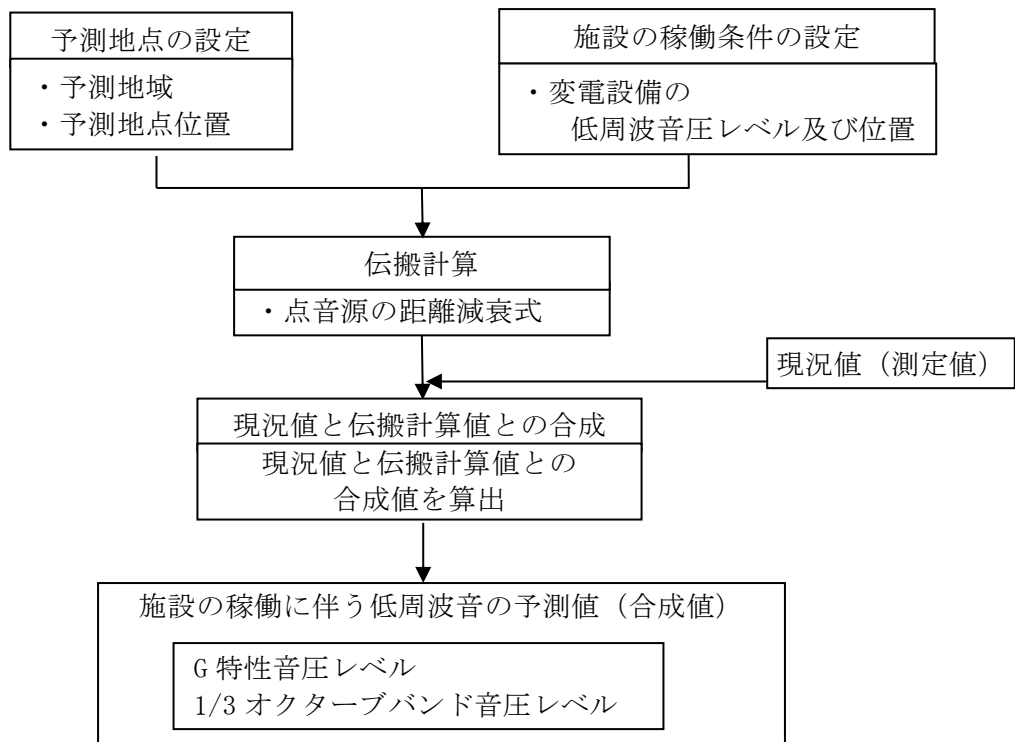 予測地点の設定
・予測地域
・予測地点位置
施設の稼働条件の設定
・変電設備の
低周波音圧レベル及び位置
伝搬計算
・点音源の距離減衰式
現況値（測定値）
現況値と伝搬計算値との合成
現況値と伝搬計算値との
合成値を算出
施設の稼働に伴う低周波音の予測値（合成値）
G 特性音圧レベル
1/3 オクターブバンド音圧レベル